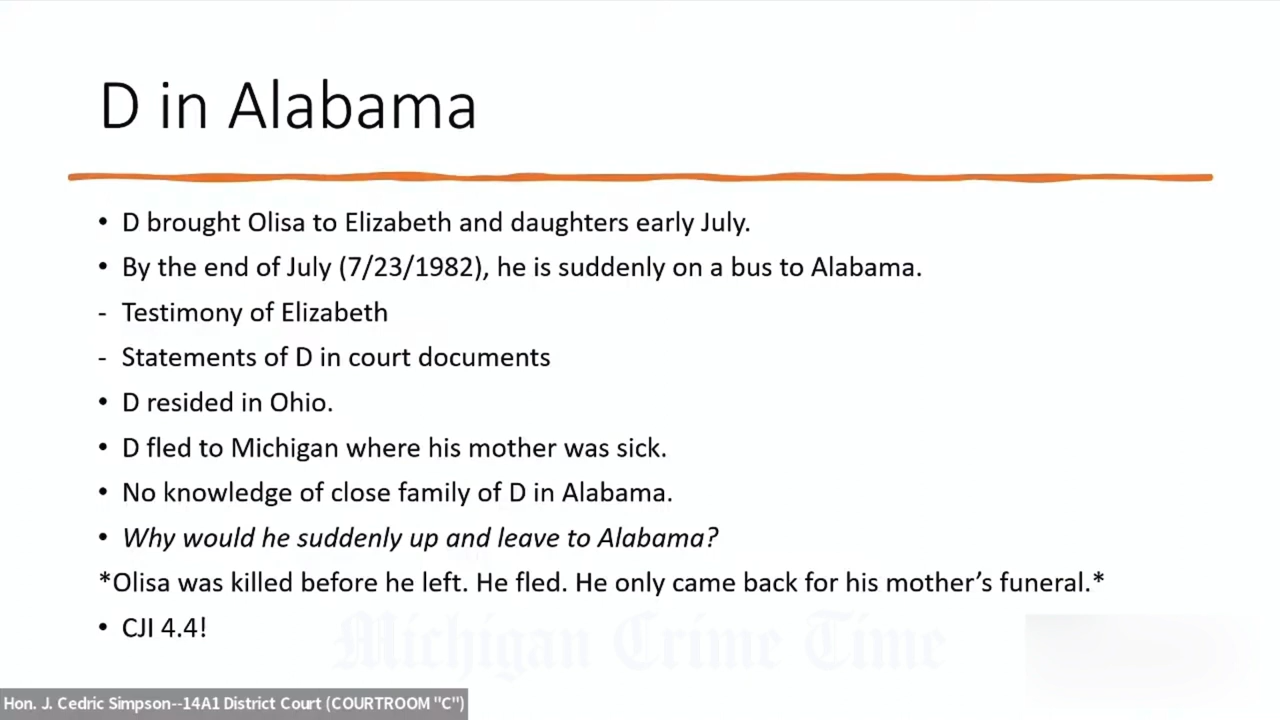 D in Alabama
• D brought Olisa to Elizabeth and daughters early July.
• By the end of July (7/23/1982), he is suddenly on a bus to Alabama.
- Testimony of Elizabeth
- Statements of D in court documents
• D resided in Ohio.
• D fled to Michigan where his mother was sick.
• No knowledge of close family of D in Alabama.
• Why would he suddenly up and leave to Alabama?
*Olisa was killed before he left. He fled. He only came back for his mother’s funeral.*
• CJI 4.4!
Michigan Crime Time
Hon. J. Cedric Simpson--14A1 District Court (COURTROOM "C")